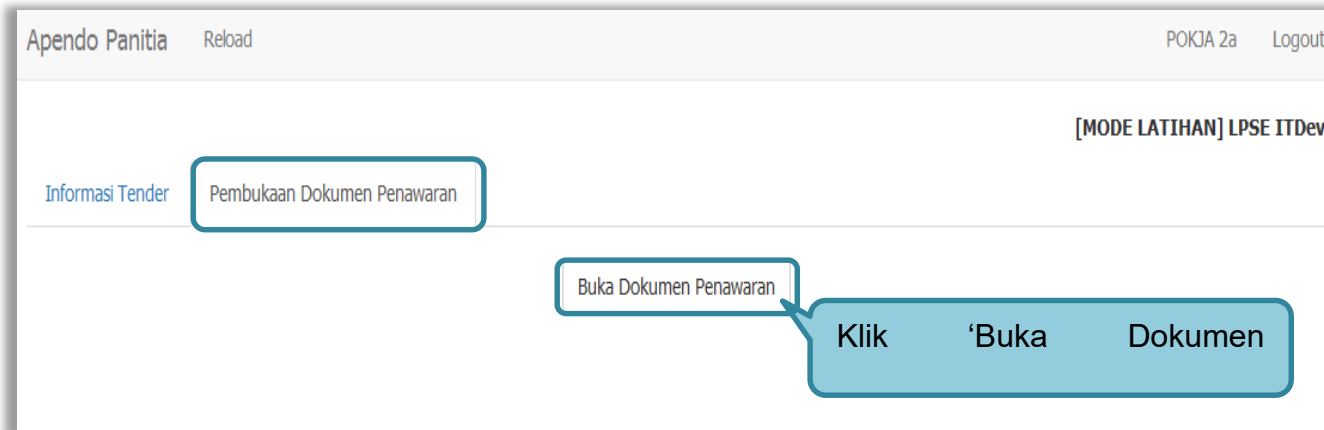 Apendo Panitia Reload POKJA 2a Logout
[MODE LATIHAN] LPSE ITDev
Informasi Tender Pembukaan Dokumen Penawaran
Buka Dokumen Penawaran
Klik ‘Buka Dokumen